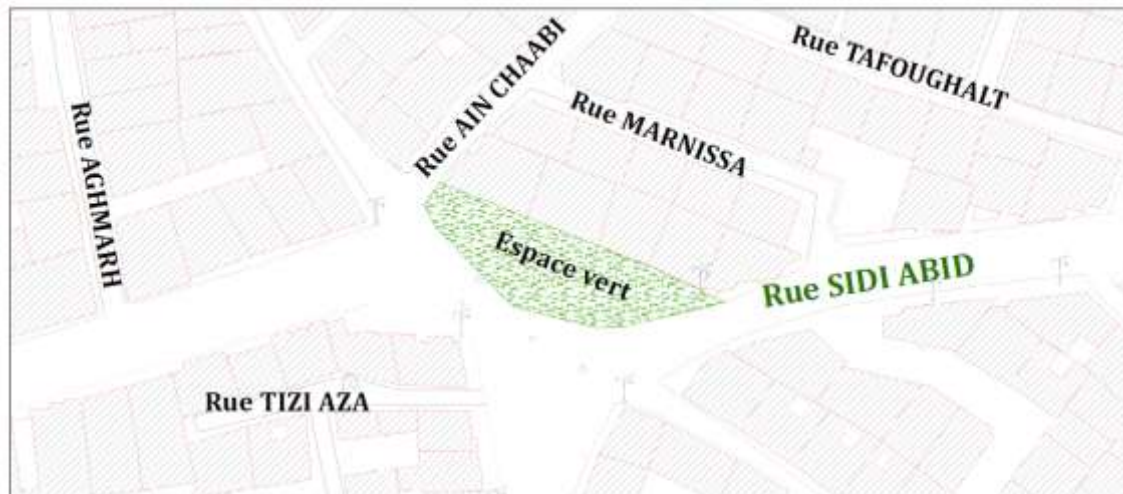 Rue TAFOUGHALT
Rue AIN CHAABI
Rue MARNISSA
Rue AGHMARH
Espace vert
Rue SIDI ABID
Rue TIZI AZA